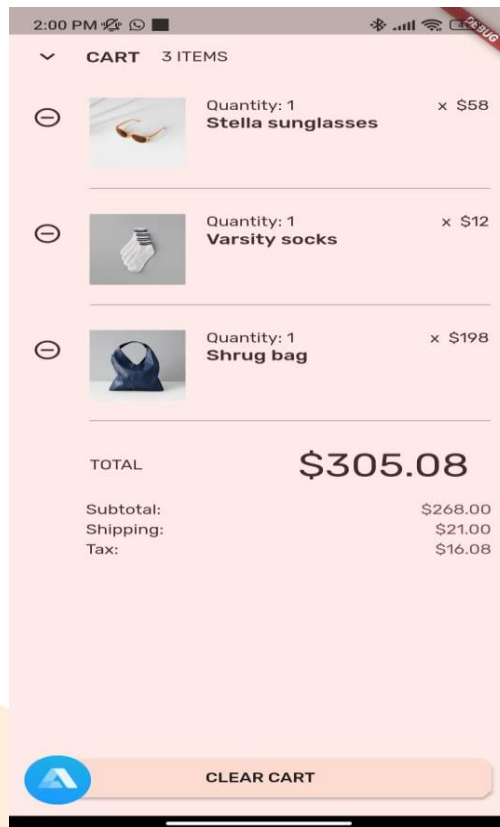 2:00 PM
DEBUG
CART 3 ITEMS
Quantity: 1 x $58
Stella sunglasses
Quantity: 1 x $12
Varsity socks
Quantity: 1 x $198
Shrug bag
TOTAL $305.08
Subtotal: $268.00
Shipping: $21.00
Tax: $16.08
CLEAR CART